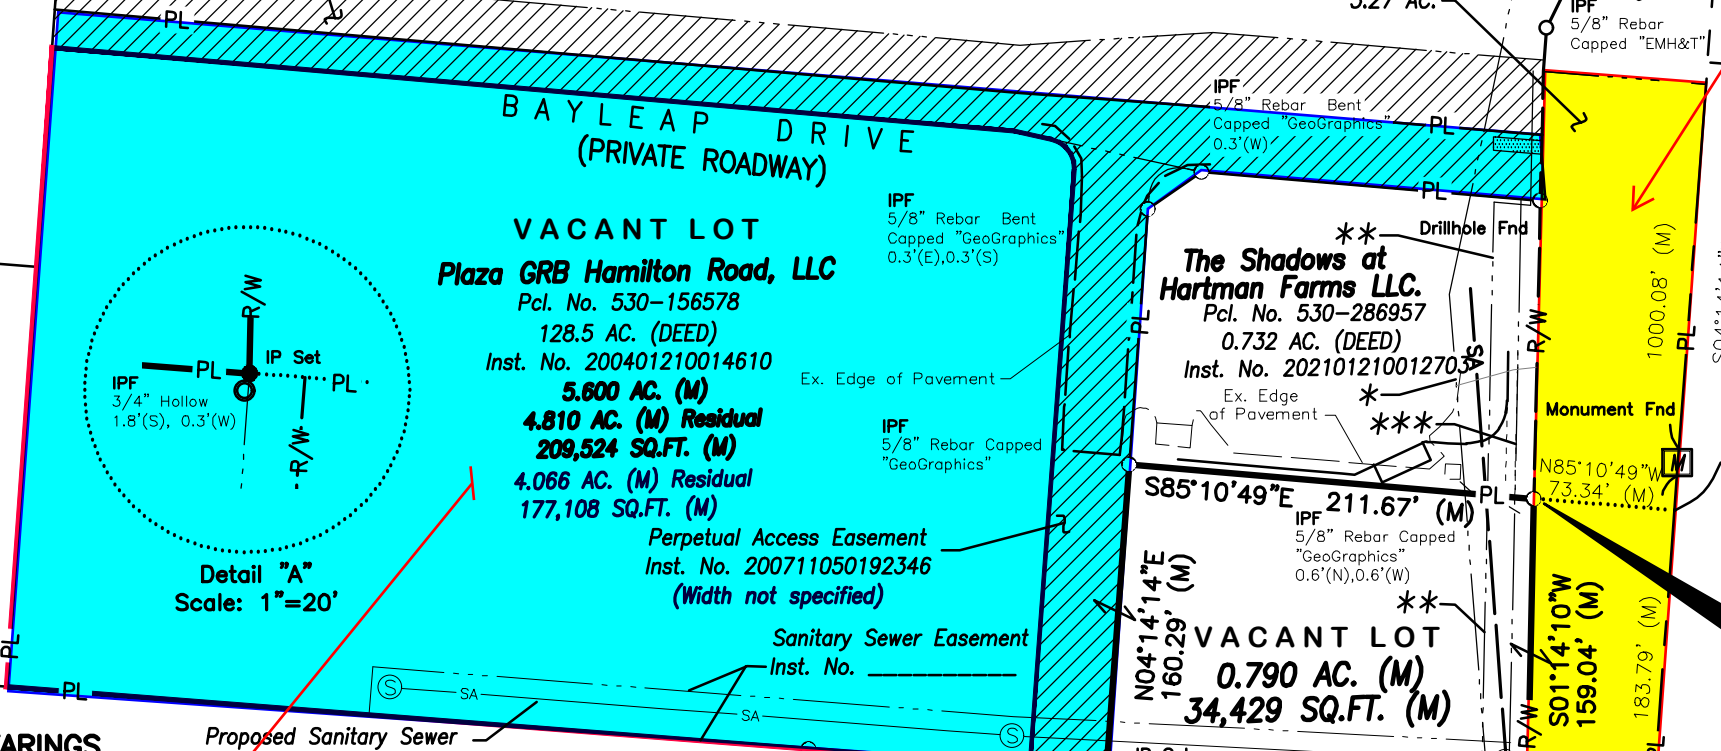 PL
5.27 AC.
IPF
5/8" Rebar
Capped "EMH&T"
BAYLEAP DRIVE
(PRIVATE ROADWAY)
IPF
5/8" Rebar Bent
Capped "GeoGraphics"
0.3'(W)
PL
PL
IPF
5/8" Rebar Bent
Capped "GeoGraphics"
0.3'(E),0.3'(S)
VACANT LOT
Plaza GRB Hamilton Road, LLC
Pcl. No. 530-156578
128.5 AC. (DEED)
Inst. No. 200401210014610
5.600 AC. (M)
4.810 AC. (M) Residual
209,524 SQ.FT. (M)
4.066 AC. (M) Residual
177,108 SQ.FT. (M)
R/W
IP Set
PL
PL
IPF
3/4" Hollow
1.8'(S), 0.3'(W)
R/W
Detail "A"
Scale: 1"=20'
Ex. Edge of Pavement
IPF
5/8" Rebar Capped
"GeoGraphics"
Perpetual Access Easement
Inst. No. 200711050192346
(Width not specified)
Sanitary Sewer Easement
Inst. No. ___________
PL
PL
S
SA
SA
S
Proposed Sanitary Sewer
ARINGS
** Drillhole Fnd
The Shadows at
Hartman Farms LLC.
Pcl. No. 530-286957
0.732 AC. (DEED)
Inst. No. 202101210012703
SA
*
Ex. Edge
of Pavement
***
PL
R/W
1000.08' (M)
PL
Monument Fnd
M
N85°10'49"W
73.34' (M)
S85°10'49"E 211.67' (M)
PL
IPF
5/8" Rebar Capped
"GeoGraphics"
0.6'(N),0.6'(W)
**
N04°14'14"E
160.29' (M)
VACANT LOT
0.790 AC. (M)
34,429 SQ.FT. (M)
S01°14'10"W
159.04' (M)
183.79' (M)
R/W
PL